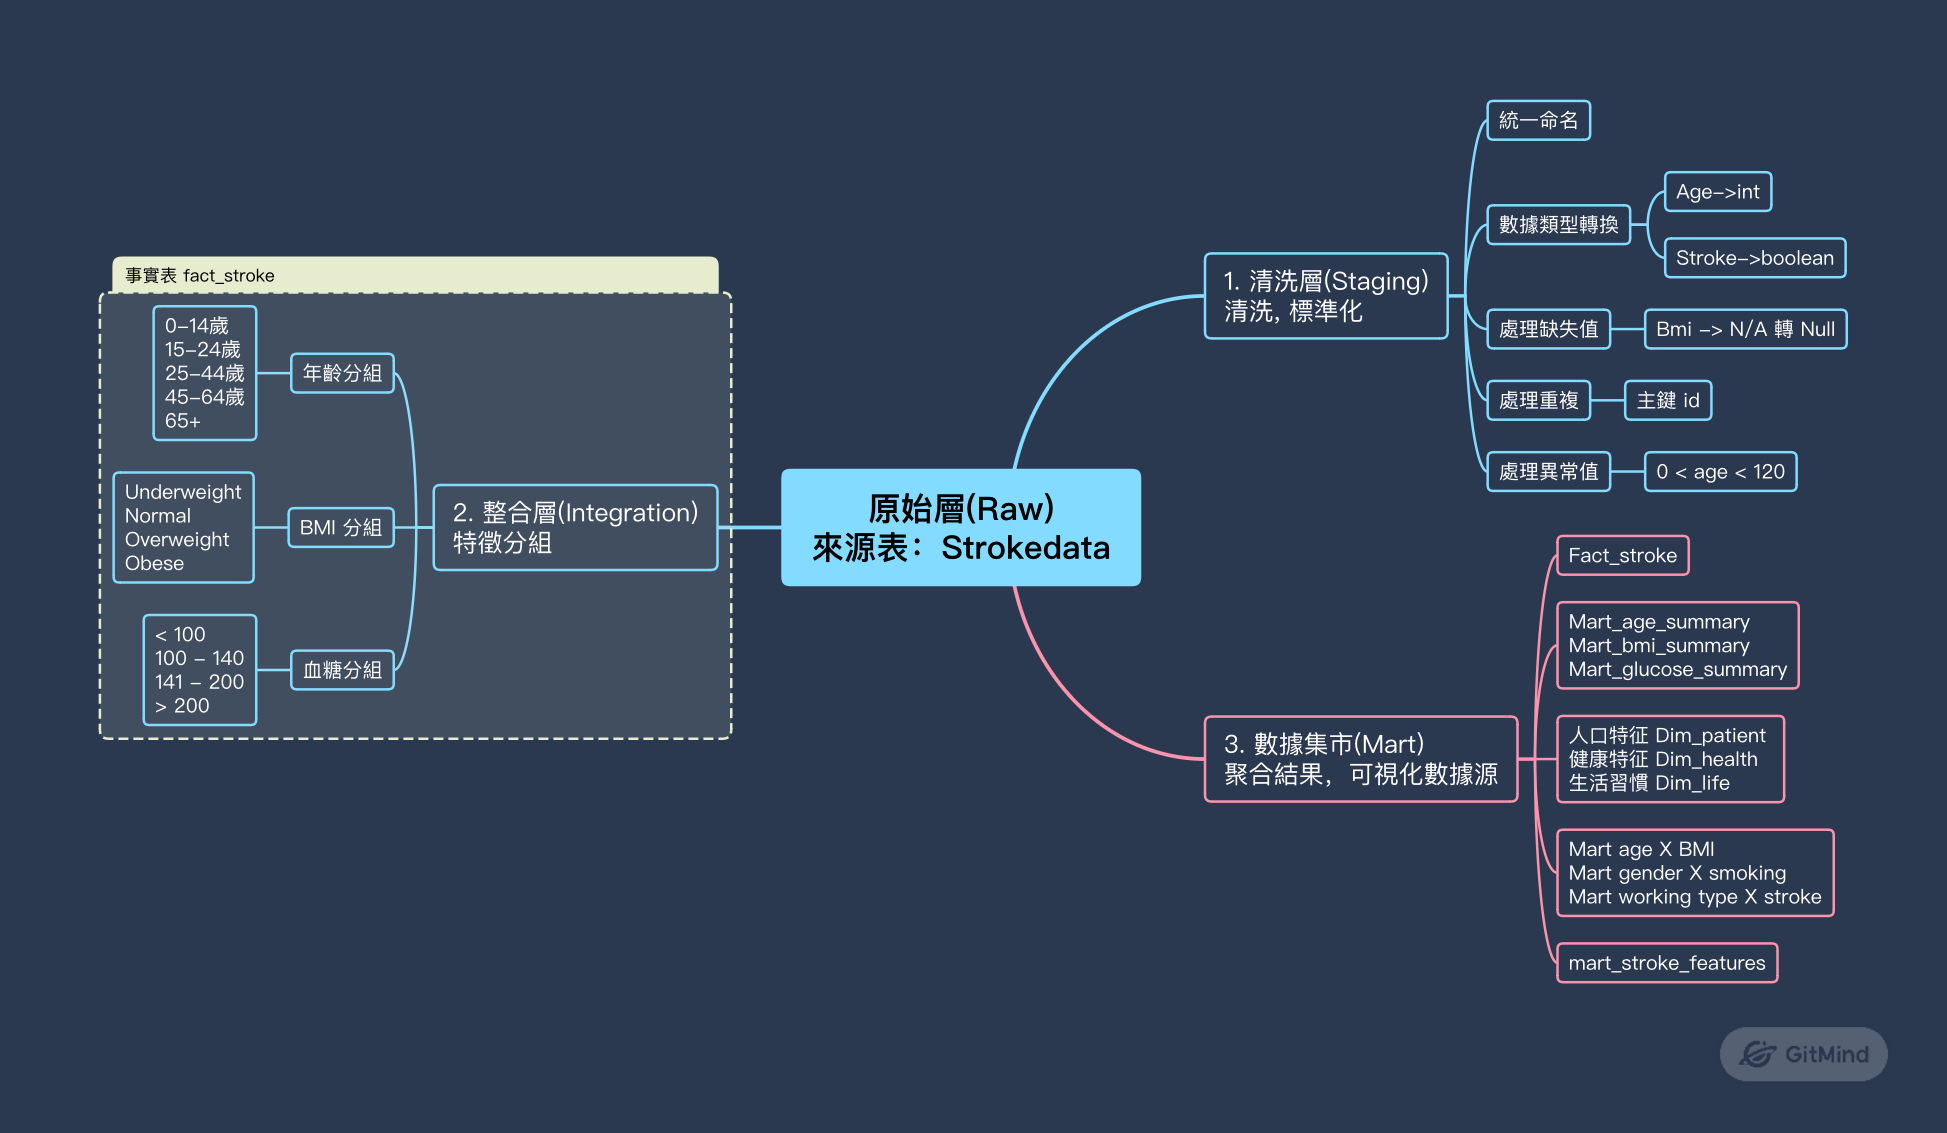 原始層(Raw)
來源表：Strokedata
1. 清洗層(Staging)
清洗, 標準化
統一命名
數據類型轉換
Age->int
Stroke->boolean
處理缺失值
Bmi -> N/A 轉 Null
處理重複
主鍵 id
處理異常值
0 < age < 120
事實表 fact_stroke
2. 整合層(Integration)
特徵分組
年齡分組
0-14歲
15-24歲
25-44歲
45-64歲
65+
BMI 分組
Underweight
Normal
Overweight
Obese
血糖分組
< 100
100 - 140
141 - 200
> 200
3. 數據集市(Mart)
聚合結果，可視化數據源
Fact_stroke
Mart_age_summary
Mart_bmi_summary
Mart_glucose_summary
人口特征 Dim_patient
健康特征 Dim_health
生活習慣 Dim_life
Mart age X BMI
Mart gender X smoking
Mart working type X stroke
mart_stroke_features
GitMind